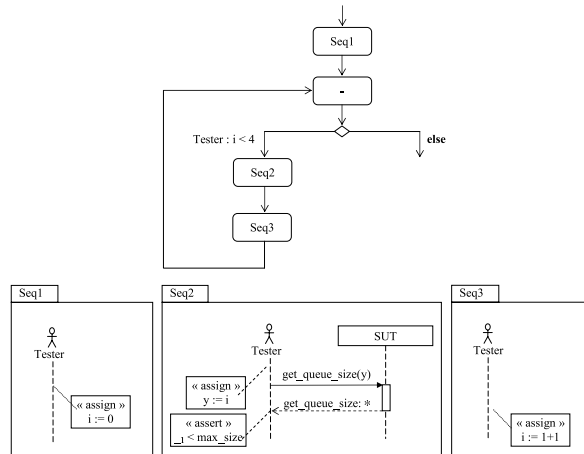 Seq1
-
Tester : i < 4
else
Seq2
Seq3
Seq1
Tester
« assign »
i := 0
Seq2
Tester
SUT
« assign »
y := i
get_queue_size(y)
get_queue_size: *
« assert »
_1 < max_size
Seq3
Tester
« assign »
i := 1+1